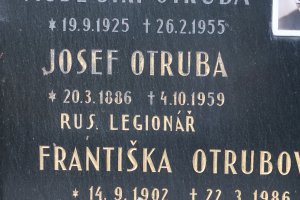 OTRUBA
* 19.9.1925 † 26.2.1955
JOSEF OTRUBA
* 20.3.1886 † 4.10.1959
RUS. LEGIONÁŘ
FRANTIŠKA OTRUBOV
* 14.9.1902 † 22.3.1986